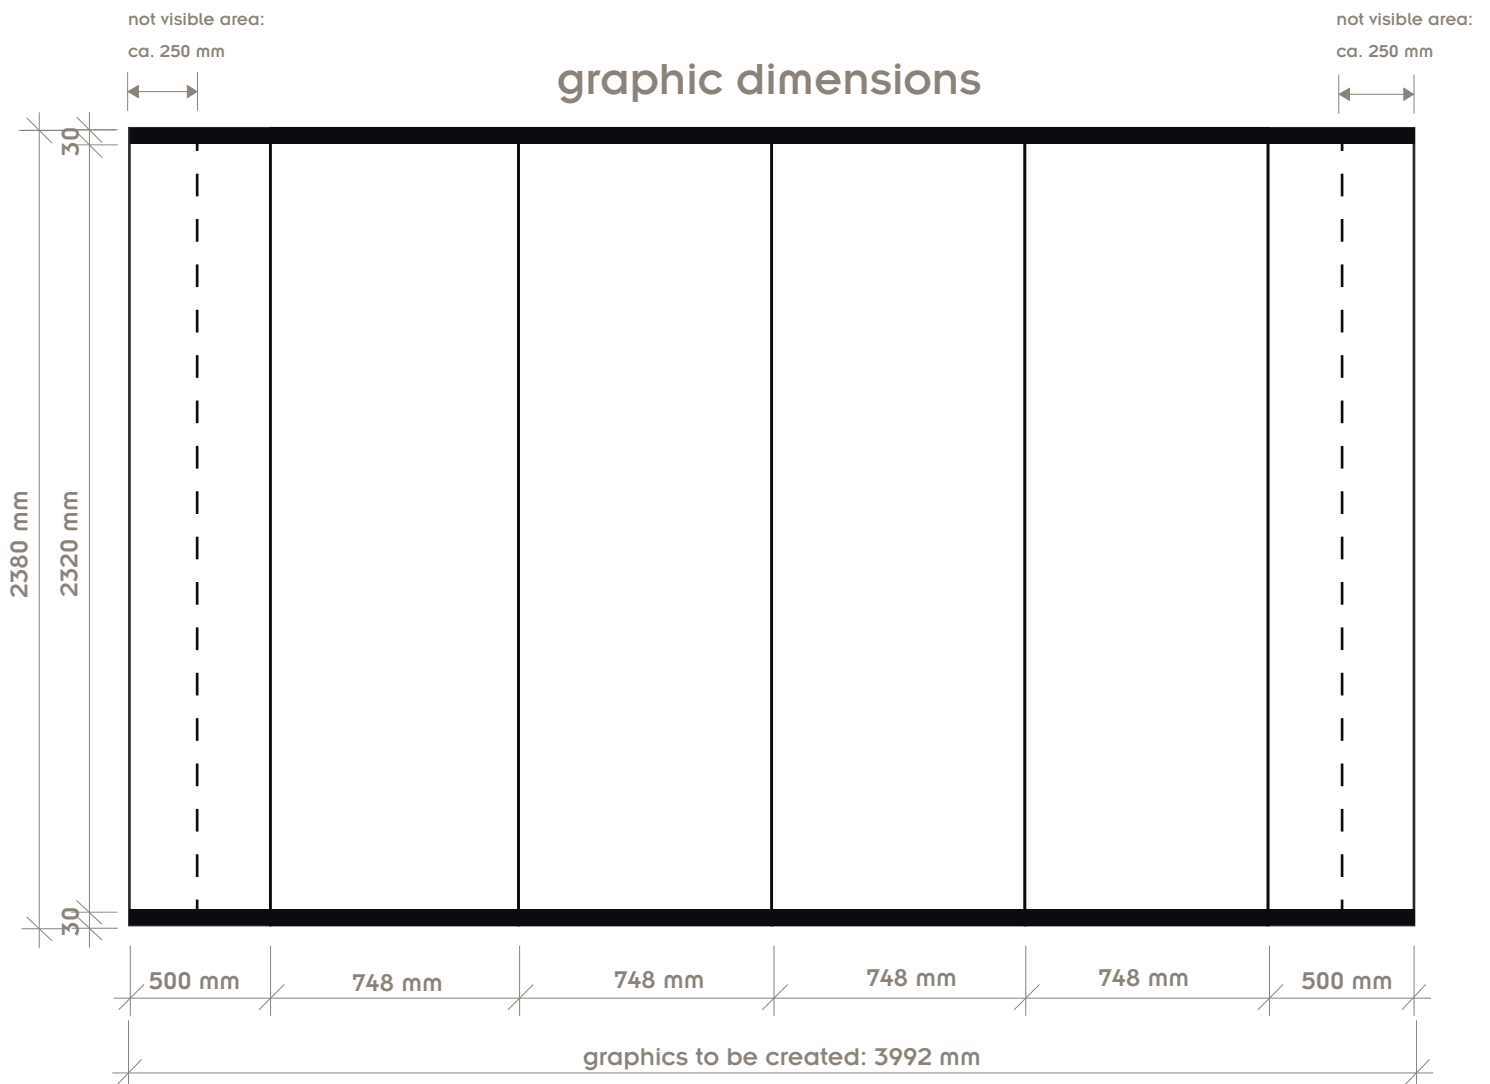 not visible area:
ca. 250 mm
not visible area:
ca. 250 mm
graphic dimensions
30
2380 mm
2320 mm
30
500 mm
748 mm
748 mm
748 mm
748 mm
500 mm
graphics to be created: 3992 mm